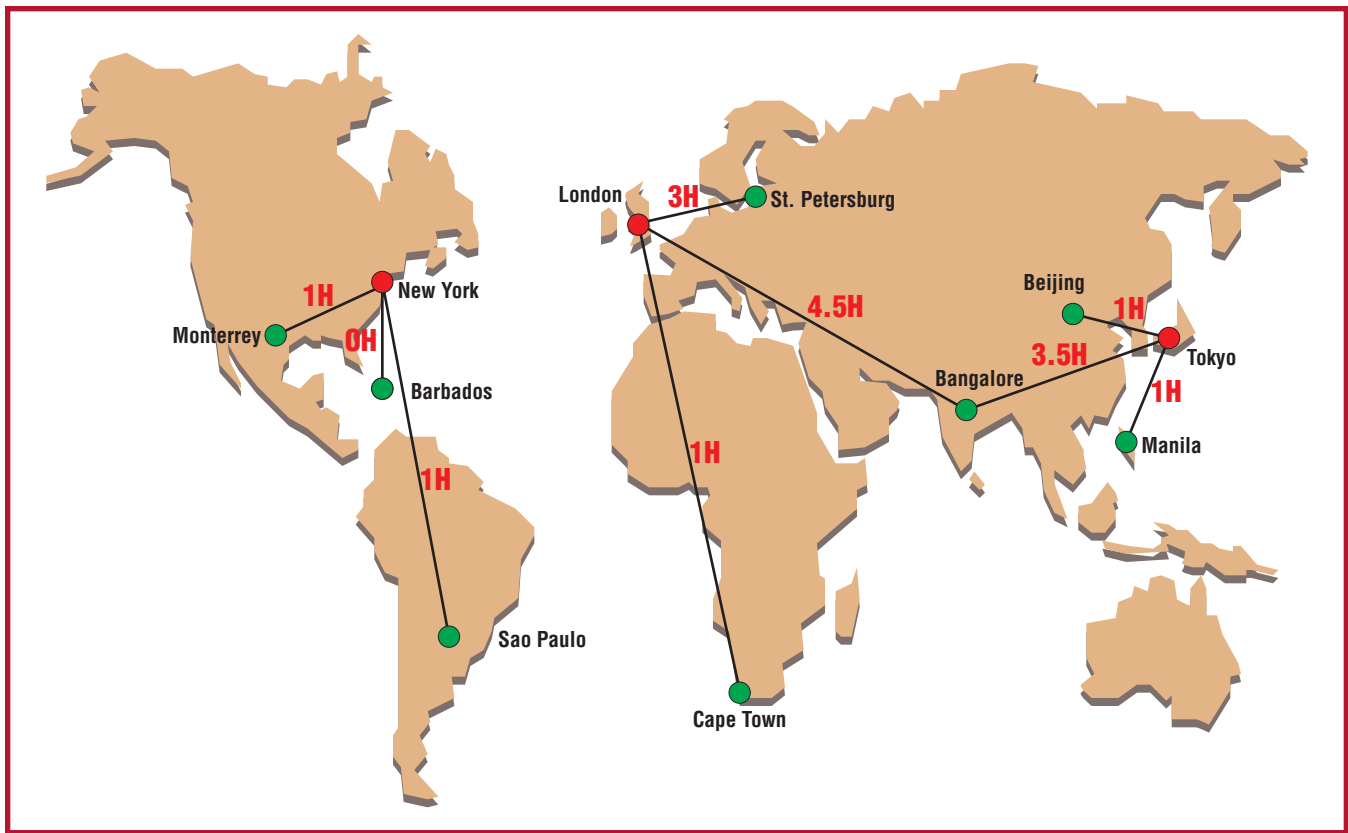 London
3H
St. Petersburg
Beijing
1H
New York
1H
4.5H
Monterrey
0H
3.5H
Tokyo
Bangalore
1H
Barbados
Manila
1H
1H
Sao Paulo
Cape Town